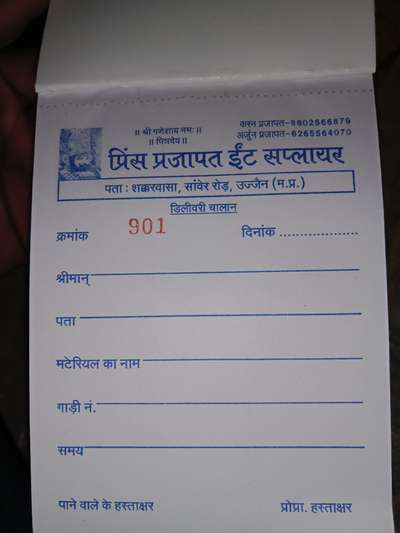 ॥ श्री गणेशाय नमः ॥
॥ पित्रदेव ॥
करन प्रजापत-8602566879
अर्जुन प्रजापत-6265564070
प्रिंस प्रजापत ईंट सप्लायर
पता : शक्करवासा, सांवेर रोड़, उज्जैन (म.प्र.)
डिलीवरी चालान
क्रमांक 901 दिनांक ...................
श्रीमान्
पता
मटेरियल का नाम
गाड़ी नं.
समय
पाने वाले के हस्ताक्षर प्रोप्रा. हस्ताक्षर